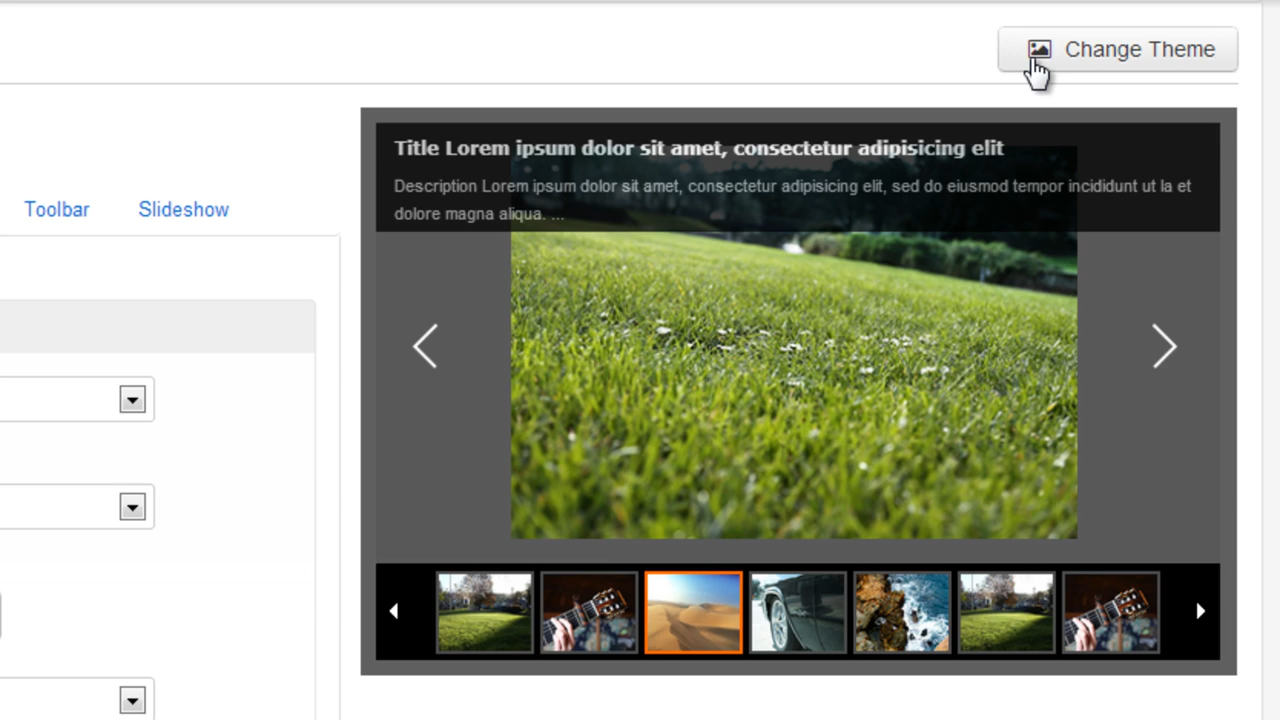 Change Theme
Title Lorem ipsum dolor sit amet, consectetur adipisicing elit
Description Lorem ipsum dolor sit amet, consectetur adipisicing elit, sed do eiusmod tempor incididunt ut la et
dolore magna aliqua. ...
Toolbar Slideshow